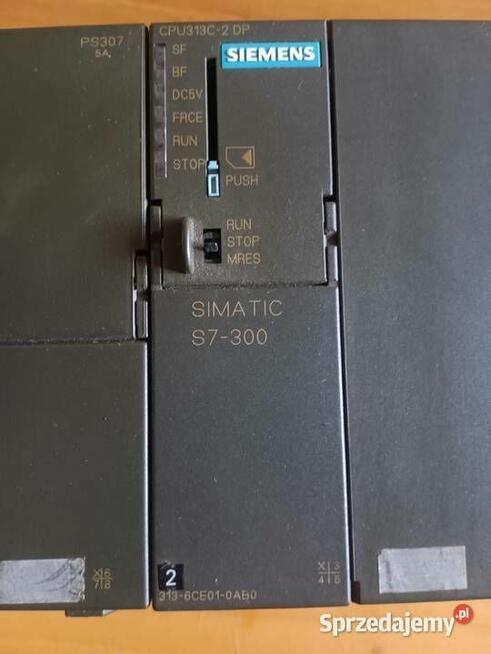 PS307
5A
CPU313C-2 DP
SIEMENS
SF
BF
DC5V
FRCE
RUN
STOP
PUSH
RUN
STOP
MRES
SIMATIC
S7-300
X 6
7 8
2
313-6CE01-0AB0
X 3
4 5
Sprzedajemy.pl